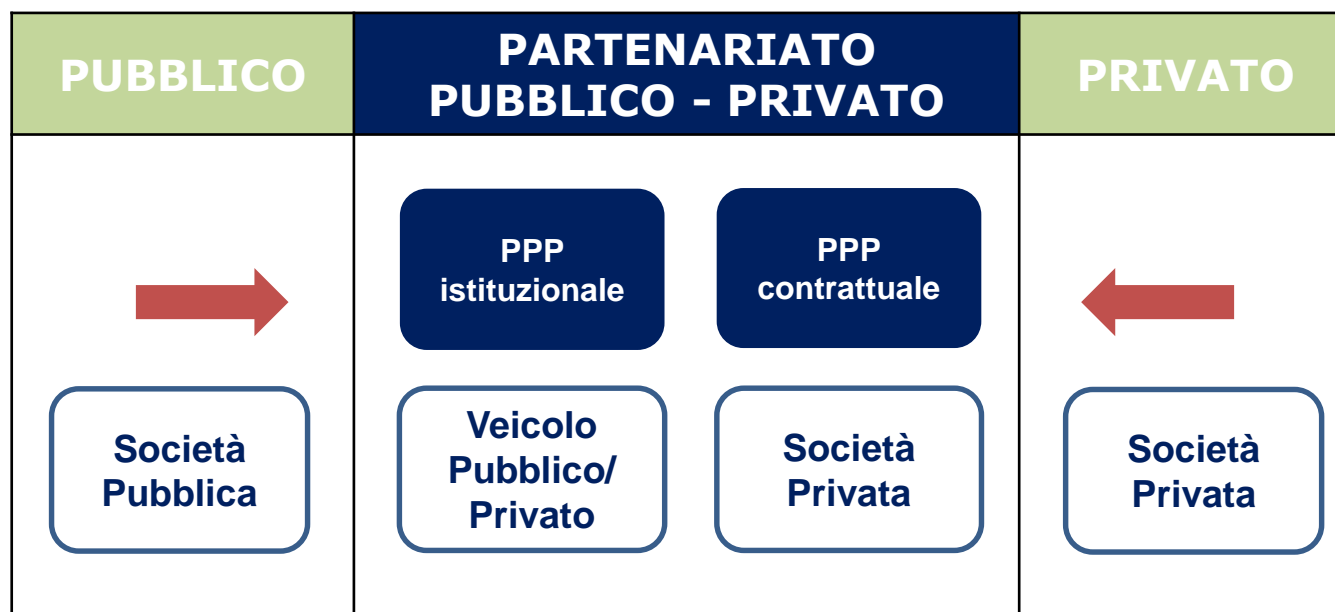 PUBBLICO
PARTENARIATO
PUBBLICO - PRIVATO
PRIVATO
PPP
istituzionale
PPP
contrattuale
Società
Pubblica
Veicolo
Pubblico/
Privato
Società
Privata
Società
Privata